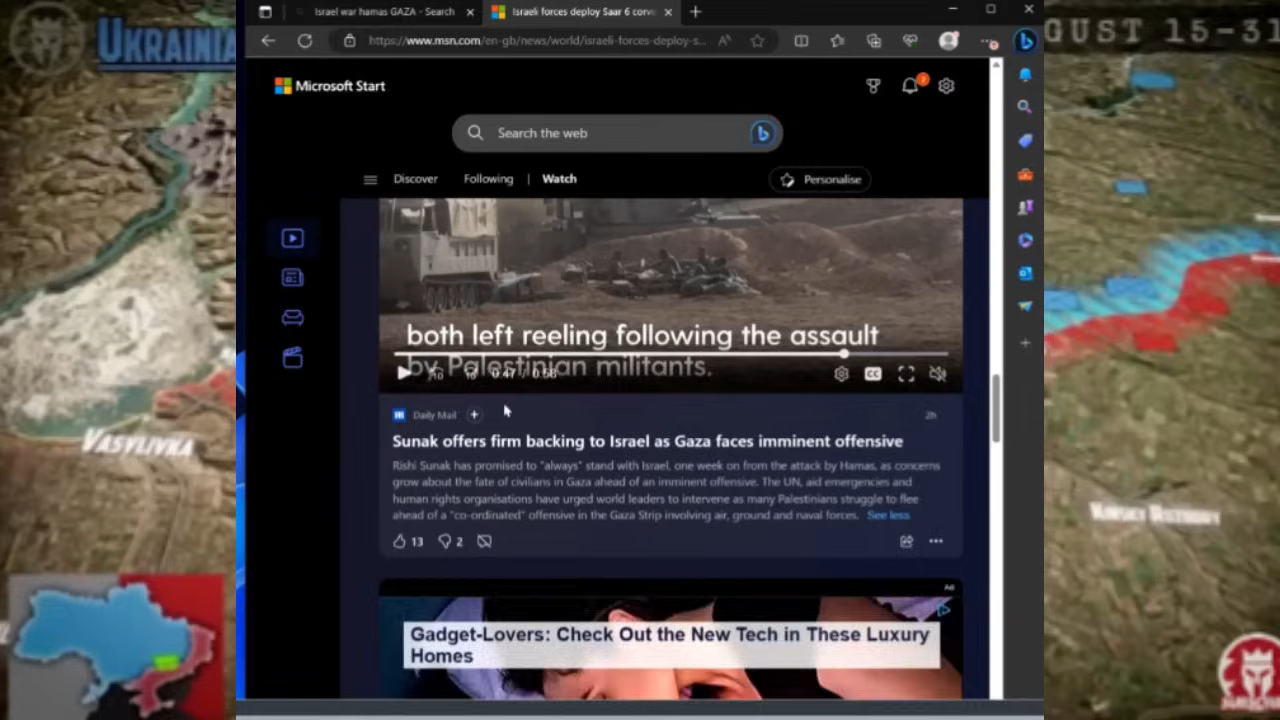 UKRAINIA
GUST 15-31
Israel war hamas GAZA - Search
Israeli forces deploy Saar 6 corve
https://www.msn.com/en-gb/news/world/israeli-forces-deploy-s...
Microsoft Start
Search the web
Discover
Following
Watch
Personalise
both left reeling following the assault
by Palestinian militants.
0:47 / 0:58
CC
Daily Mail
2h
Sunak offers firm backing to Israel as Gaza faces imminent offensive
Rishi Sunak has promised to "always" stand with Israel, one week on from the attack by Hamas, as concerns
grow about the fate of civilians in Gaza ahead of an imminent offensive. The UN, aid emergencies and
human rights organisations have urged world leaders to intervene as many Palestinians struggle to flee
ahead of a "co-ordinated" offensive in the Gaza Strip involving air, ground and naval forces. See less
13
2
Ad
Gadget-Lovers: Check Out the New Tech in These Luxury
Homes
VASYLIVKA